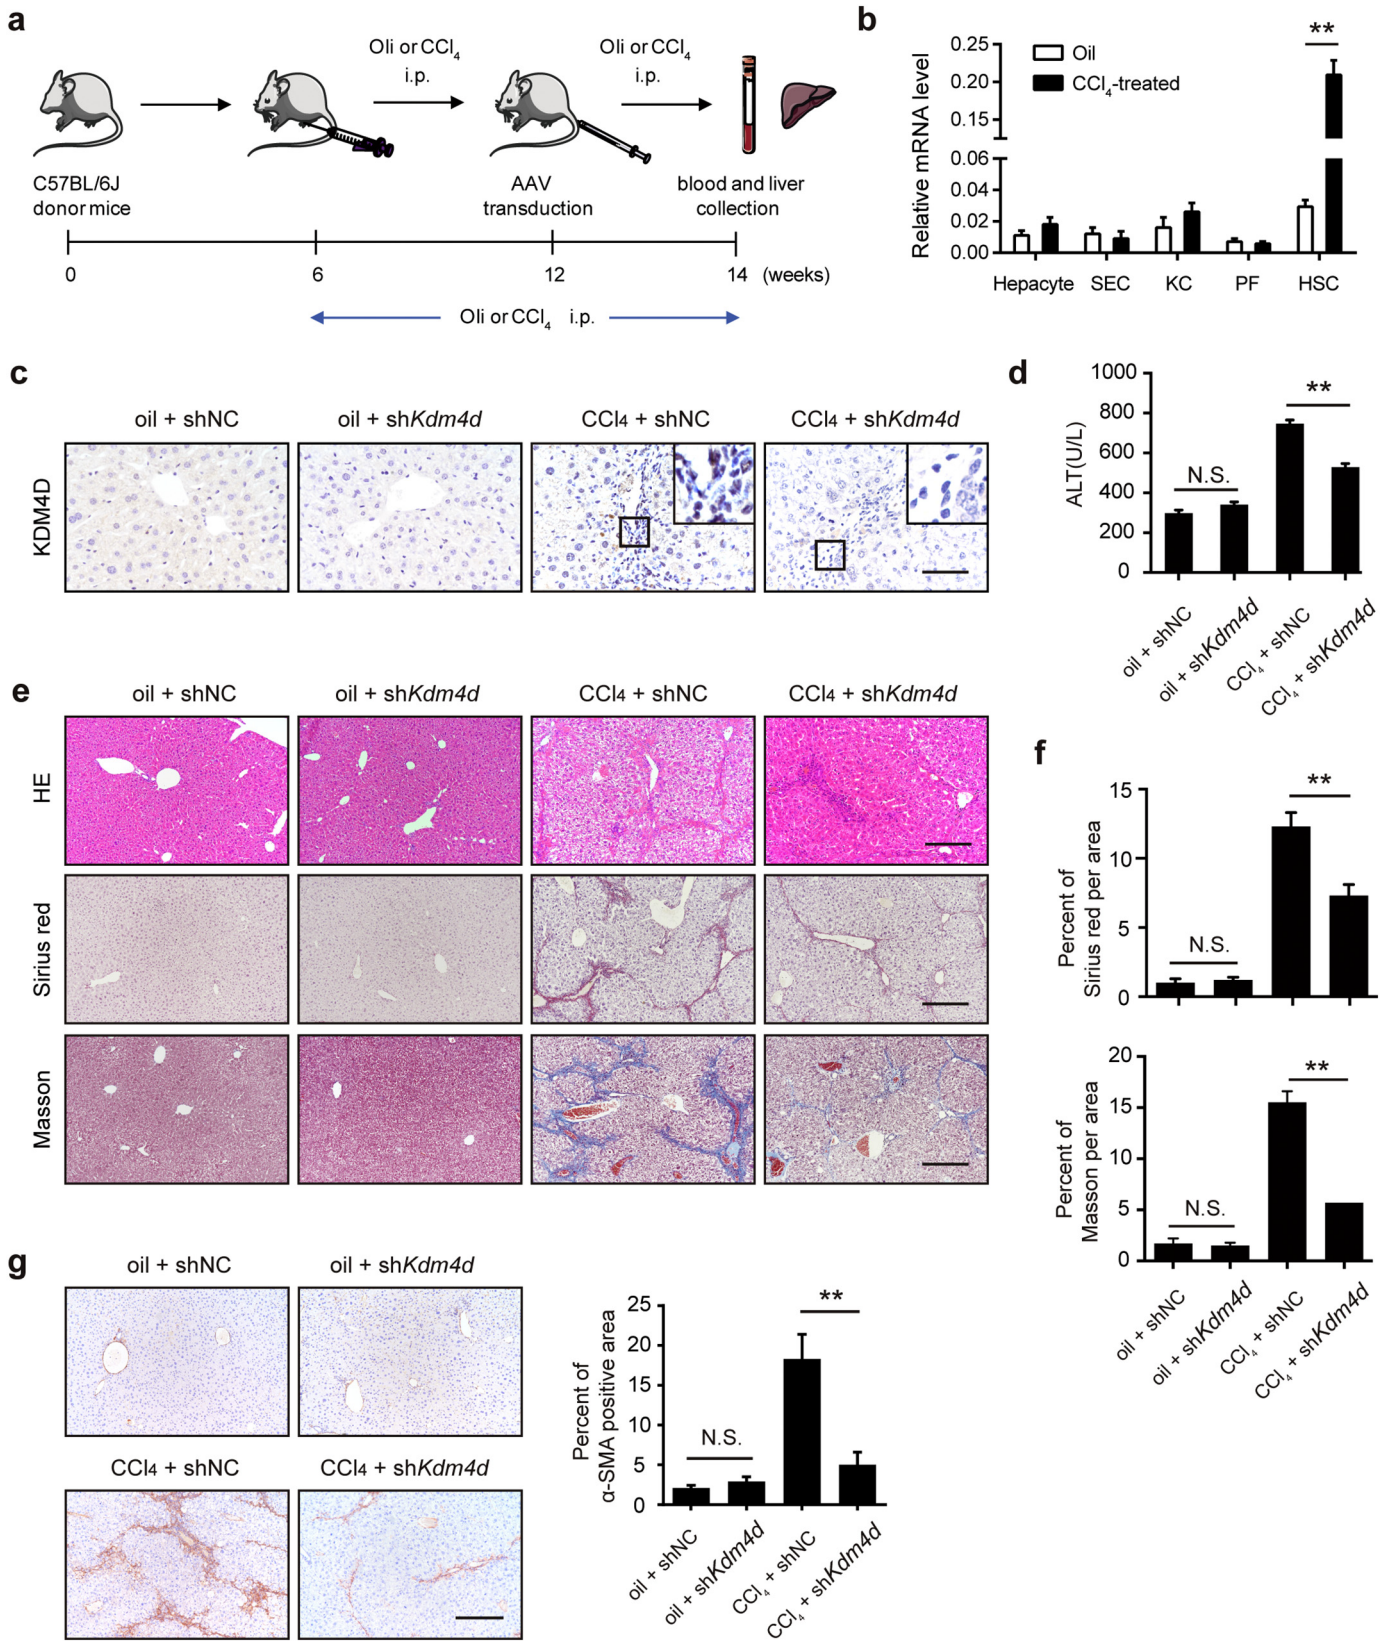 a
Oli or CCl4
i.p.
Oli or CCl4
i.p.
C57BL/6J
donor mice
AAV
transduction
blood and liver
collection
0
6
12
14
(weeks)
Oli or CCl4 i.p.
b
**
Relative mRNA level
0.25
0.20
0.15
0.06
0.04
0.02
0.00
Oil
CCl4-treated
Hepacyte
SEC
KC
PF
HSC
c
oil + shNC
oil + shKdm4d
CCl4 + shNC
CCl4 + shKdm4d
KDM4D
d
ALT(U/L)
1000
800
600
400
200
0
N.S.
**
oil + shNC
oil + shKdm4d
CCl4 + shNC
CCl4 + shKdm4d
e
oil + shNC
oil + shKdm4d
CCl4 + shNC
CCl4 + shKdm4d
HE
Sirius red
Masson
f
Percent of
Sirius red per area
15
10
5
0
N.S.
**
Percent of
Masson per area
20
15
10
5
0
N.S.
**
oil + shNC
oil + shKdm4d
CCl4 + shNC
CCl4 + shKdm4d
g
oil + shNC
oil + shKdm4d
CCl4 + shNC
CCl4 + shKdm4d
Percent of
α-SMA positive area
25
20
15
10
5
0
N.S.
**
oil + shNC
oil + shKdm4d
CCl4 + shNC
CCl4 + shKdm4d